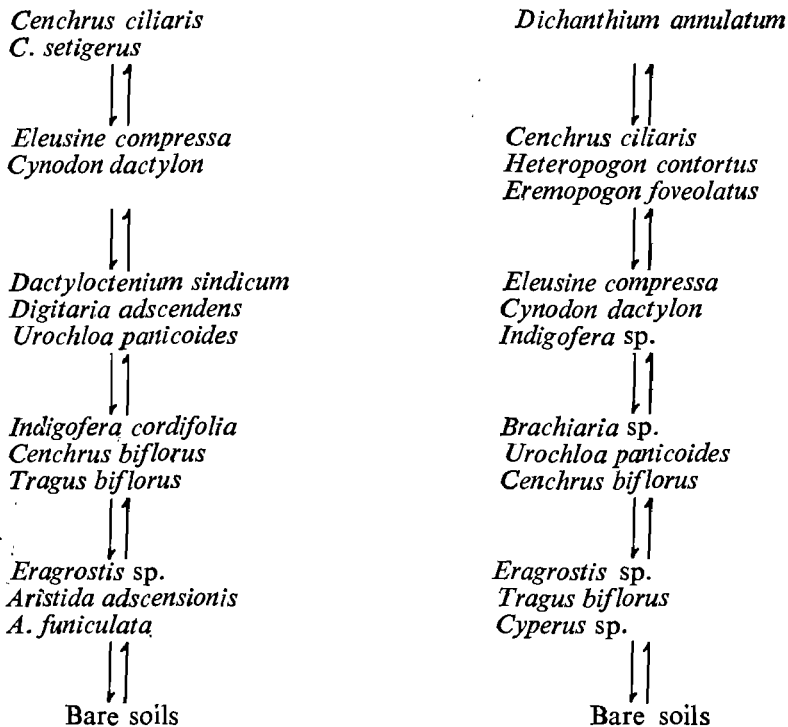 Cenchrus ciliaris
C. setigerus
Eleusine compressa
Cynodon dactylon
Dactyloctenium sindicum
Digitaria adscendens
Urochloa panicoides
Indigofera cordifolia
Cenchrus biflorus
Tragus biflorus
Eragrostis sp.
Aristida adscensionis
A. funiculata
Bare soils
Dichanthium annulatum
Cenchrus ciliaris
Heteropogon contortus
Eremopogon foveolatus
Eleusine compressa
Cynodon dactylon
Indigofera sp.
Brachiaria sp.
Urochloa panicoides
Cenchrus biflorus
Eragrostis sp.
Tragus biflorus
Cyperus sp.
Bare soils